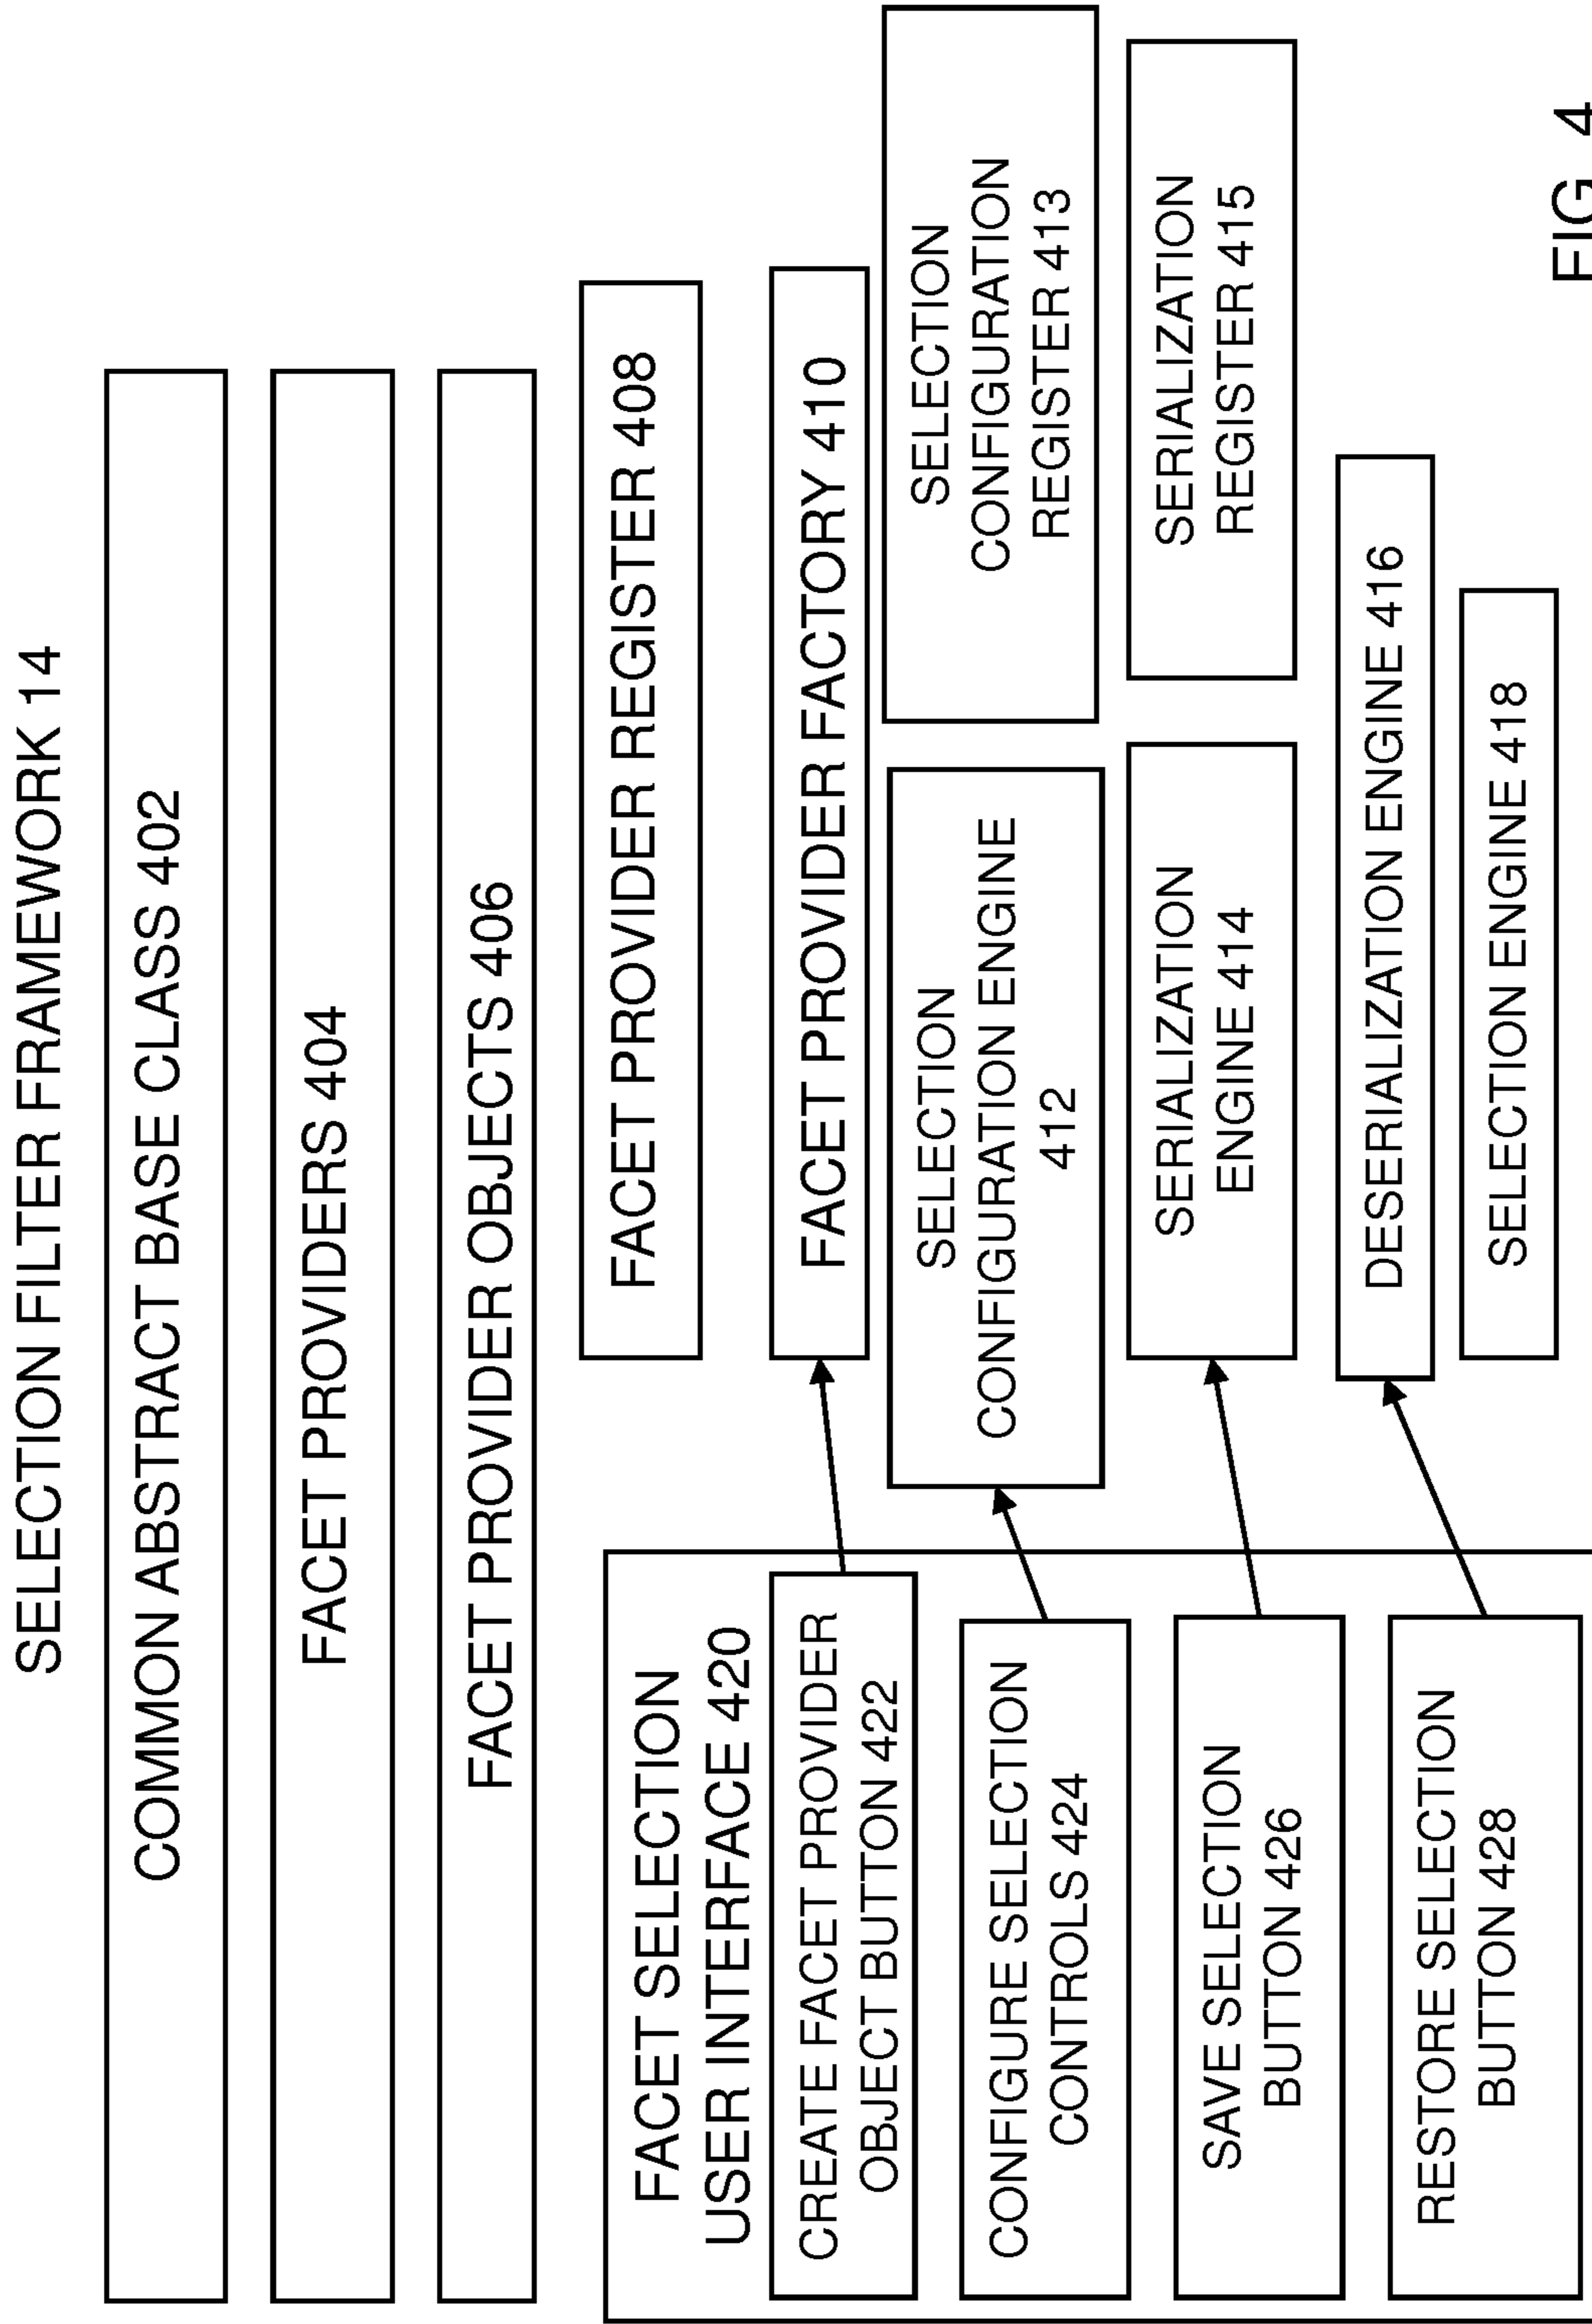 SELECTION FILTER FRAMEWORK 14
COMMON ABSTRACT BASE CLASS 402
FACET PROVIDERS 404
FACET PROVIDER OBJECTS 406
FACET PROVIDER REGISTER 408
FACET SELECTION
USER INTERFACE 420
CREATE FACET PROVIDER
OBJECT BUTTON 422
FACET PROVIDER FACTORY 410
CONFIGURE SELECTION
CONTROLS 424
SELECTION
CONFIGURATION ENGINE
412
SELECTION
CONFIGURATION
REGISTER 413
SAVE SELECTION
BUTTON 426
SERIALIZATION
ENGINE 414
SERIALIZATION
REGISTER 415
RESTORE SELECTION
BUTTON 428
DESERIALIZATION ENGINE 416
SELECTION ENGINE 418
FIG. 4